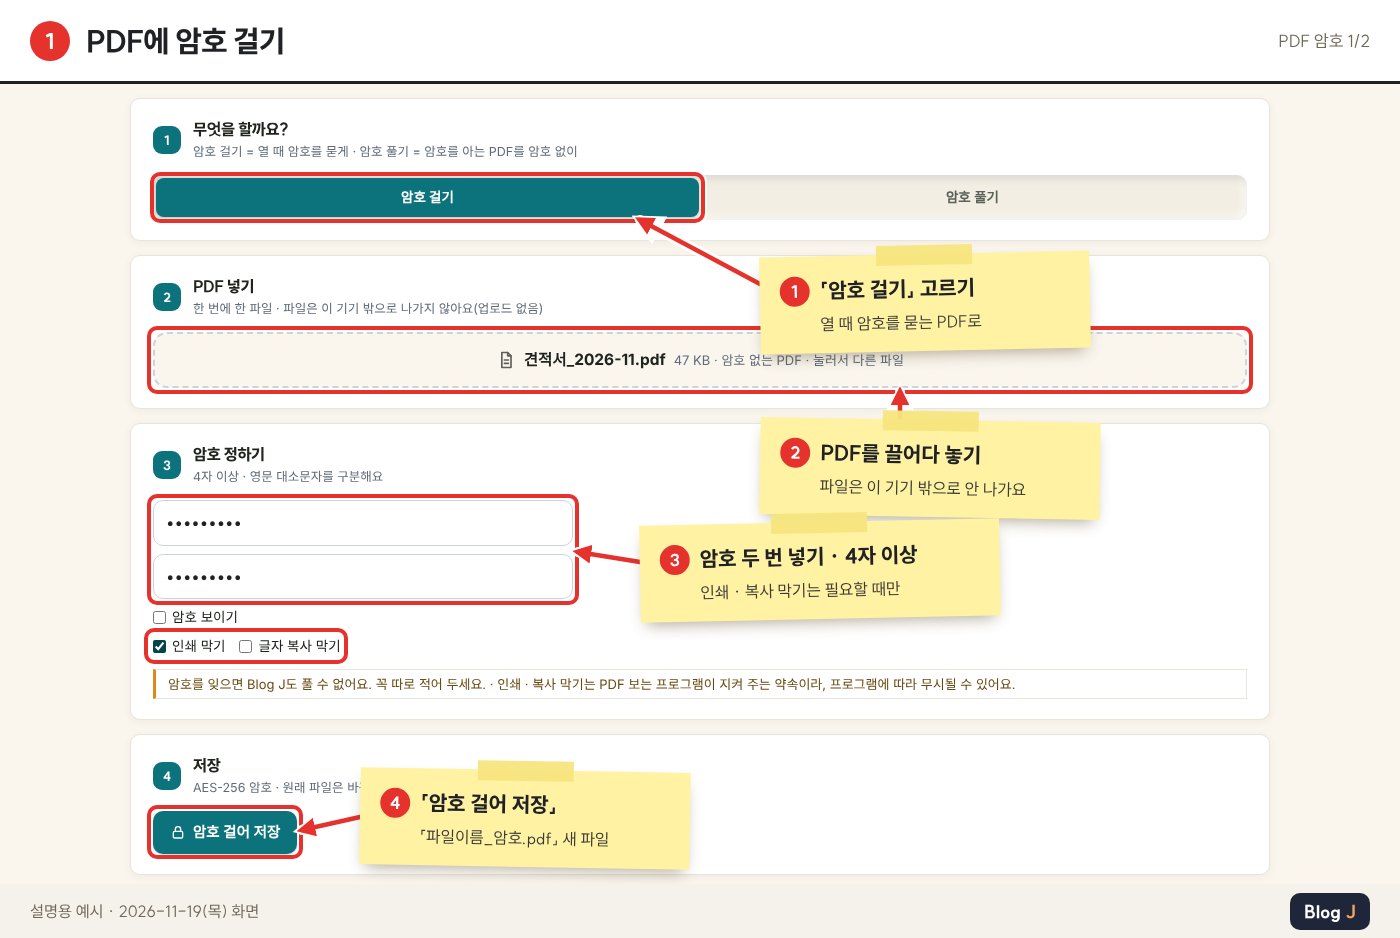 1 PDF에 암호 걸기
PDF 암호 1/2
1 무엇을 할까요?
암호 걸기 = 열 때 암호를 묻게 · 암호 풀기 = 암호를 아는 PDF를 암호 없이
암호 걸기
암호 풀기
1 「암호 걸기」 고르기
열 때 암호를 묻는 PDF로
2 PDF 넣기
한 번에 한 파일 · 파일은 이 기기 밖으로 나가지 않아요(업로드 없음)
견적서_2026-11.pdf 47 KB · 암호 없는 PDF · 눌러서 다른 파일
2 PDF를 끌어다 놓기
파일은 이 기기 밖으로 안 나가요
3 암호 정하기
4자 이상 · 영문 대소문자를 구분해요
•••••••••
•••••••••
3 암호 두 번 넣기 · 4자 이상
인쇄 · 복사 막기는 필요할 때만
암호 보이기
인쇄 막기 글자 복사 막기
암호를 잊으면 Blog J도 풀 수 없어요. 꼭 따로 적어 두세요. · 인쇄 · 복사 막기는 PDF 보는 프로그램이 지켜 주는 약속이라, 프로그램에 따라 무시될 수 있어요.
4 저장
AES-256 암호 · 원래 파일은
암호 걸어 저장
4 「암호 걸어 저장」
「파일이름_암호.pdf」 새 파일
설명용 예시 · 2026-11-19(목) 화면
Blog J